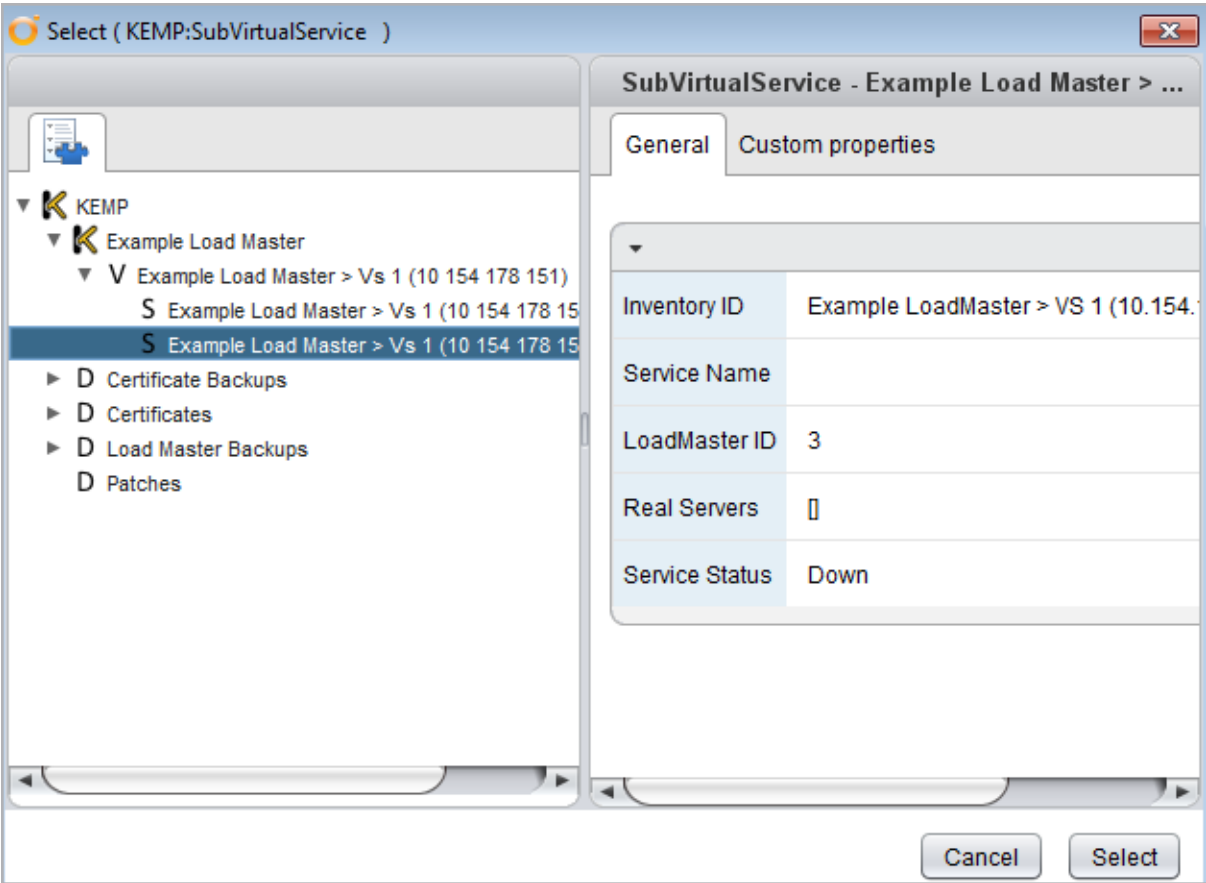 Select ( KEMP:SubVirtualService )
SubVirtualService - Example Load Master > ...
General Custom properties
KEMP
Example Load Master
V Example Load Master > Vs 1 (10 154 178 151)
S Example Load Master > Vs 1 (10 154 178 15
S Example Load Master > Vs 1 (10 154 178 15
D Certificate Backups
D Certificates
D Load Master Backups
D Patches
Inventory ID Example LoadMaster > VS 1 (10.154.
Service Name
LoadMaster ID 3
Real Servers []
Service Status Down
Cancel Select